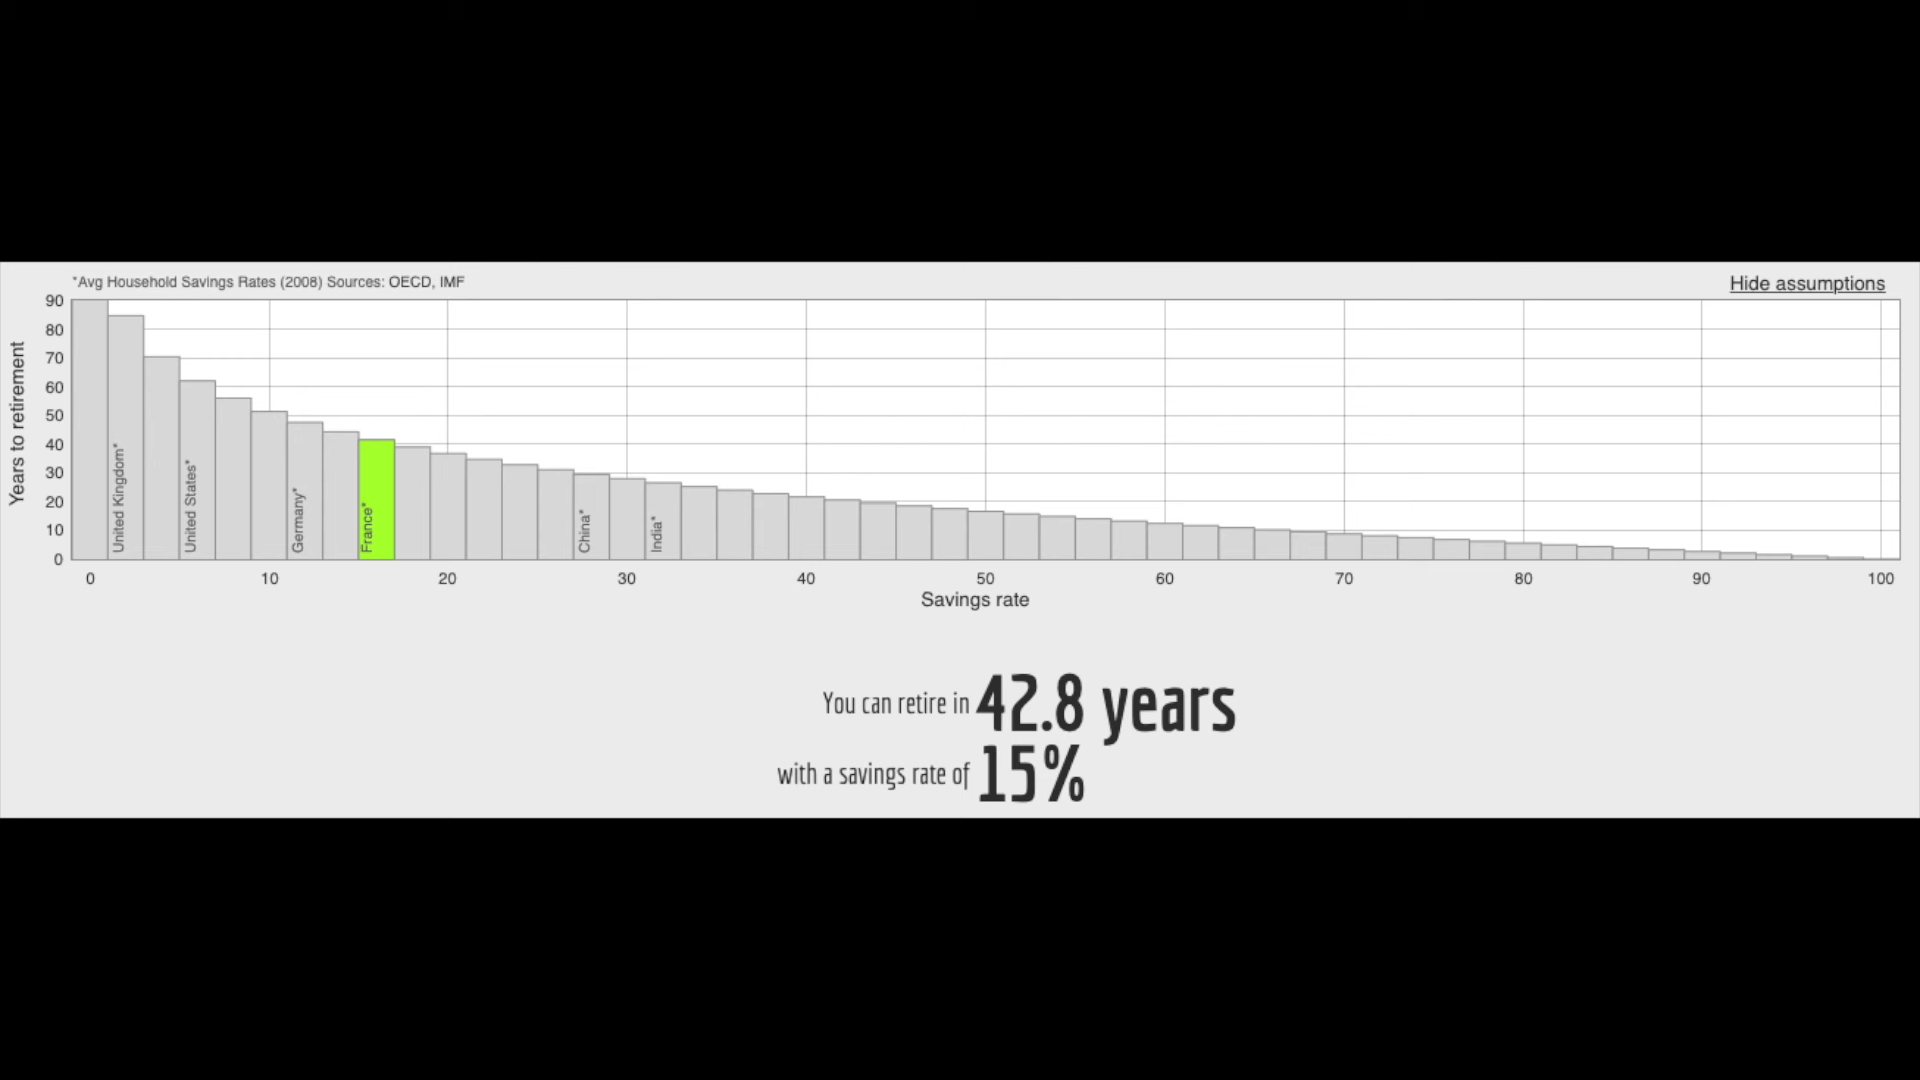 *Avg Household Savings Rates (2008) Sources: OECD, IMF
Hide assumptions
Years to retirement
90
80
70
60
50
40
30
20
10
0
United Kingdom*
United States*
Germany*
France*
China*
India*
0 10 20 30 40 50 60 70 80 90 100
Savings rate
You can retire in 42.8 years
with a savings rate of 15%